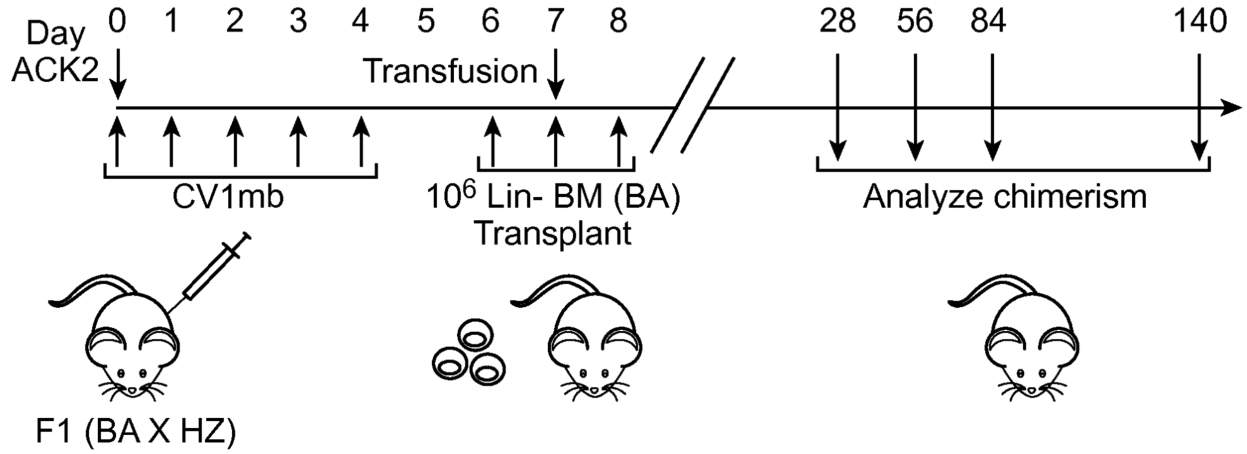 Day 0 1 2 3 4 5 6 7 8 28 56 84 140
ACK2
Transfusion
CV1mb
10⁶ Lin- BM (BA)
Transplant
Analyze chimerism
F1 (BA X HZ)